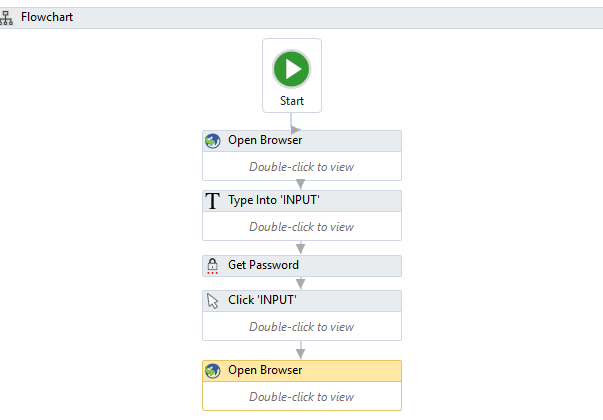 Flowchart
Start
Open Browser
Double-click to view
T Type Into 'INPUT'
Double-click to view
Get Password
Click 'INPUT'
Double-click to view
Open Browser
Double-click to view